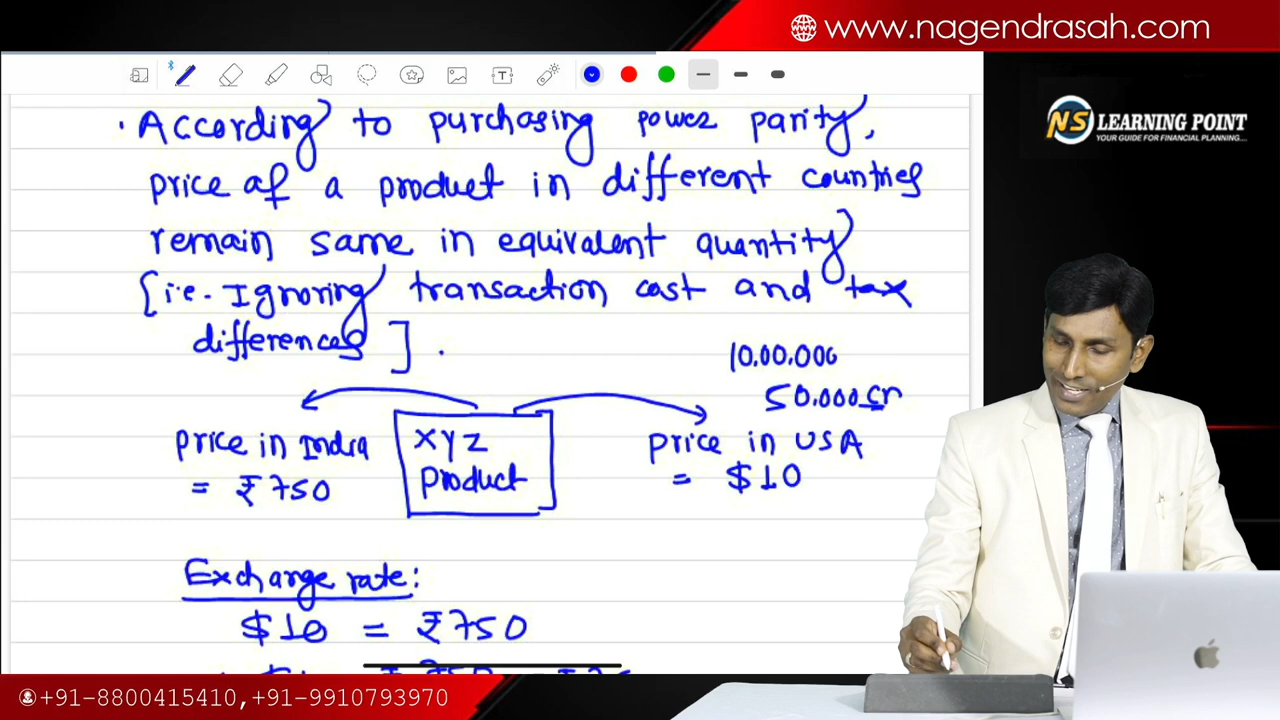 www.nagendrasah.com
NS LEARNING POINT
YOUR GUIDE FOR FINANCIAL PLANNING....
· According to purchasing power parity,
price of a product in different countries
remain same in equivalent quantity
[i.e. Ignoring transaction cost and tax
differences].
10,00,000
50,000 cr
price in India
= ₹750
XYZ
Product
price in USA
= $10
Exchange rate:
$10 = ₹750
+91-8800415410,+91-9910793970